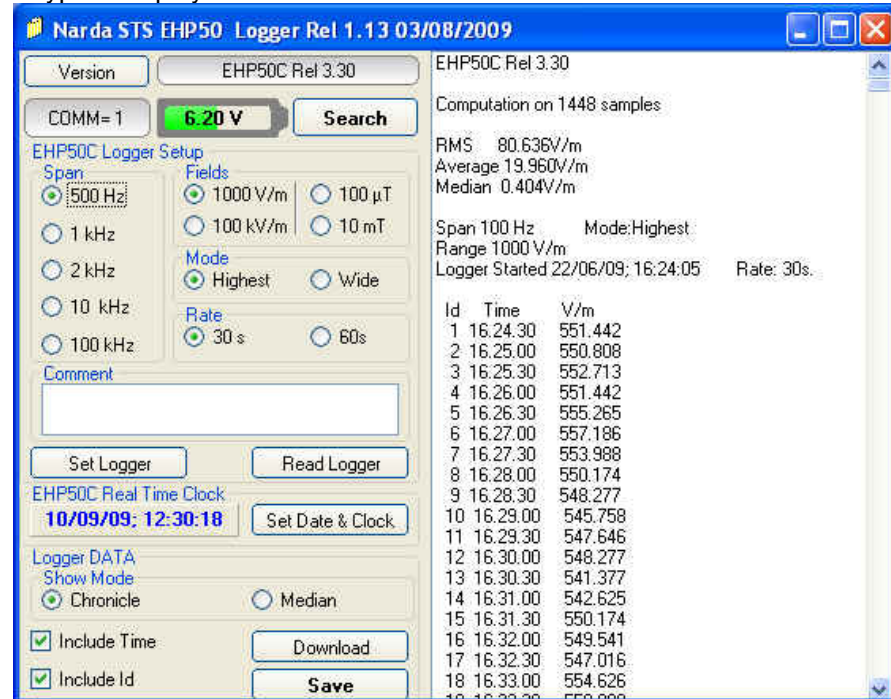 Narda STS EHP50 Logger Rel 1.13 03/08/2009
Version
EHP50C Rel 3.30
COMM= 1
6.20 V
Search
EHP50C Logger Setup
Span
500 Hz
1 kHz
2 kHz
10 kHz
100 kHz
Fields
1000 V/m
100 µT
100 kV/m
10 mT
Mode
Highest
Wide
Rate
30 s
60s
Comment
Set Logger
Read Logger
EHP50C Real Time Clock
10/09/09; 12:30:18
Set Date & Clock
Logger DATA
Show Mode
Chronicle
Median
Include Time
Download
Include Id
Save
EHP50C Rel 3.30
Computation on 1448 samples
RMS 80.636V/m
Average 19.960V/m
Median 0.404V/m
Span 100 Hz Mode:Highest
Range 1000 V/m
Logger Started 22/06/09; 16:24:05 Rate: 30s.
Id Time V/m
1 16.24.30 551.442
2 16.25.00 550.808
3 16.25.30 552.713
4 16.26.00 551.442
5 16.26.30 555.265
6 16.27.00 557.186
7 16.27.30 553.988
8 16.28.00 550.174
9 16.28.30 548.277
10 16.29.00 545.758
11 16.29.30 547.646
12 16.30.00 548.277
13 16.30.30 541.377
14 16.31.00 542.625
15 16.31.30 550.174
16 16.32.00 549.541
17 16.32.30 547.016
18 16.33.00 554.626